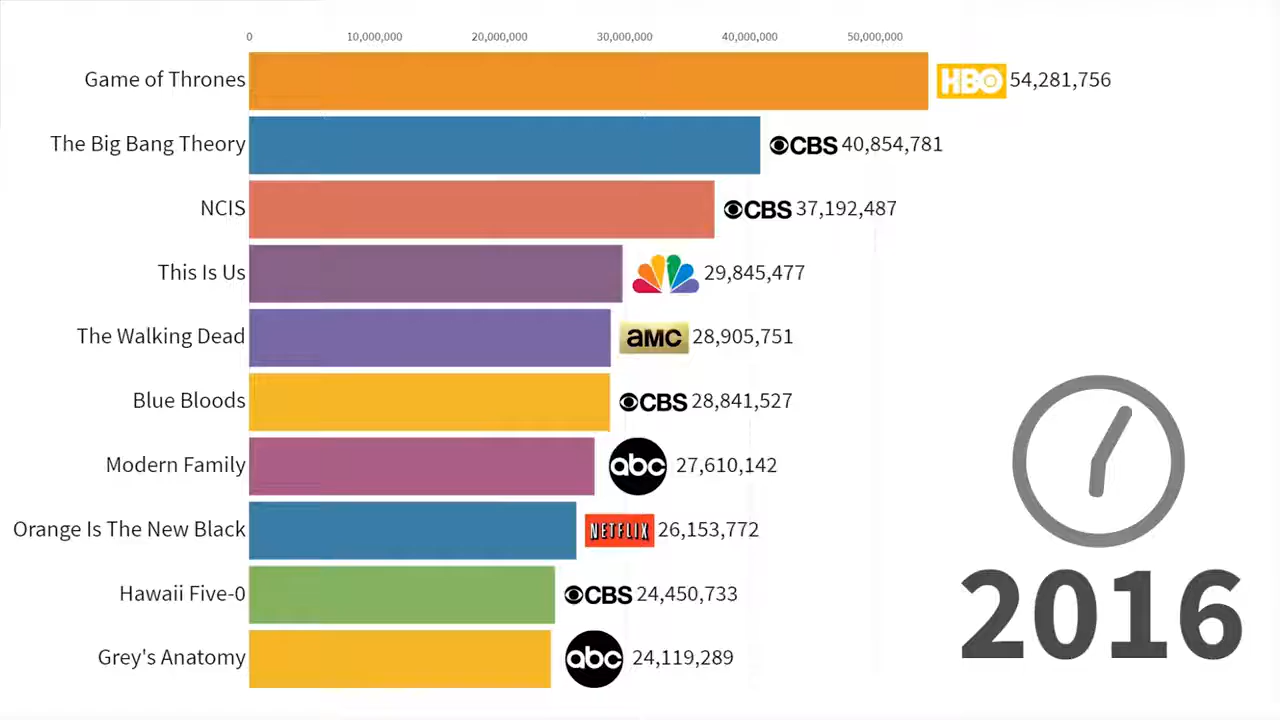 0 10,000,000 20,000,000 30,000,000 40,000,000 50,000,000
Game of Thrones HBO 54,281,756
The Big Bang Theory CBS 40,854,781
NCIS CBS 37,192,487
This Is Us 29,845,477
The Walking Dead aMC 28,905,751
Blue Bloods CBS 28,841,527
Modern Family abc 27,610,142
Orange Is The New Black NETFLIX 26,153,772
Hawaii Five-0 CBS 24,450,733
Grey's Anatomy abc 24,119,289
2016